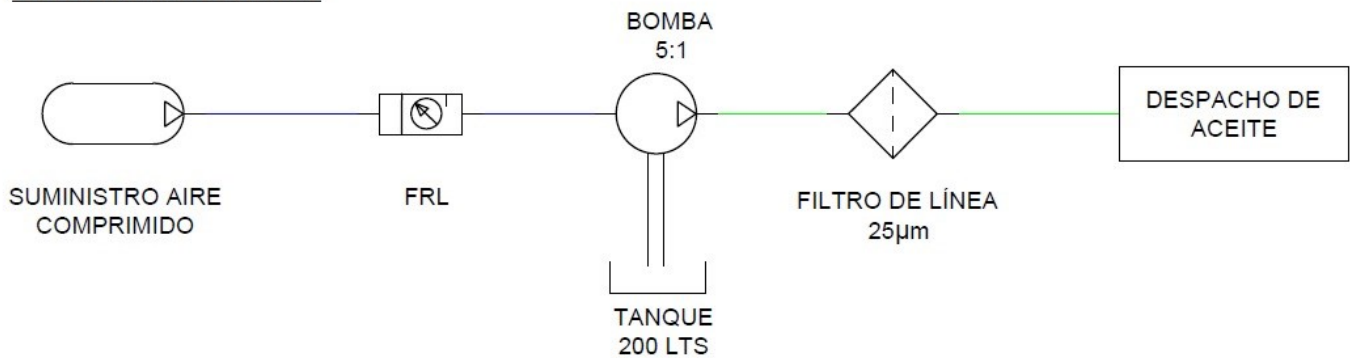 BOMBA
5:1
DESPACHO DE
ACEITE
SUMINISTRO AIRE
COMPRIMIDO
FRL
FILTRO DE LÍNEA
25µm
TANQUE
200 LTS